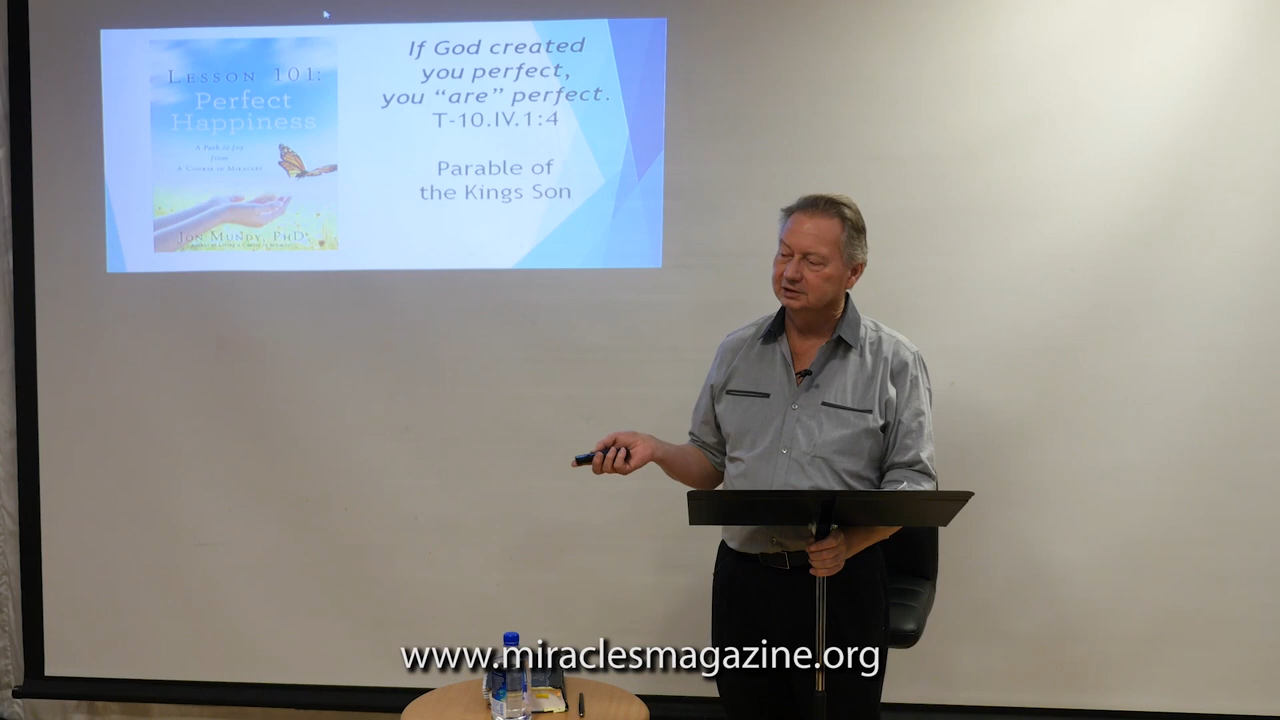 LESSON 101:
Perfect
Happiness
A Path to Joy
from
A COURSE IN MIRACLES
JON MUNDY, PHD
If God created
you perfect,
you “are” perfect.
T-10.IV.1:4
Parable of
the Kings Son
www.miraclesmagazine.org